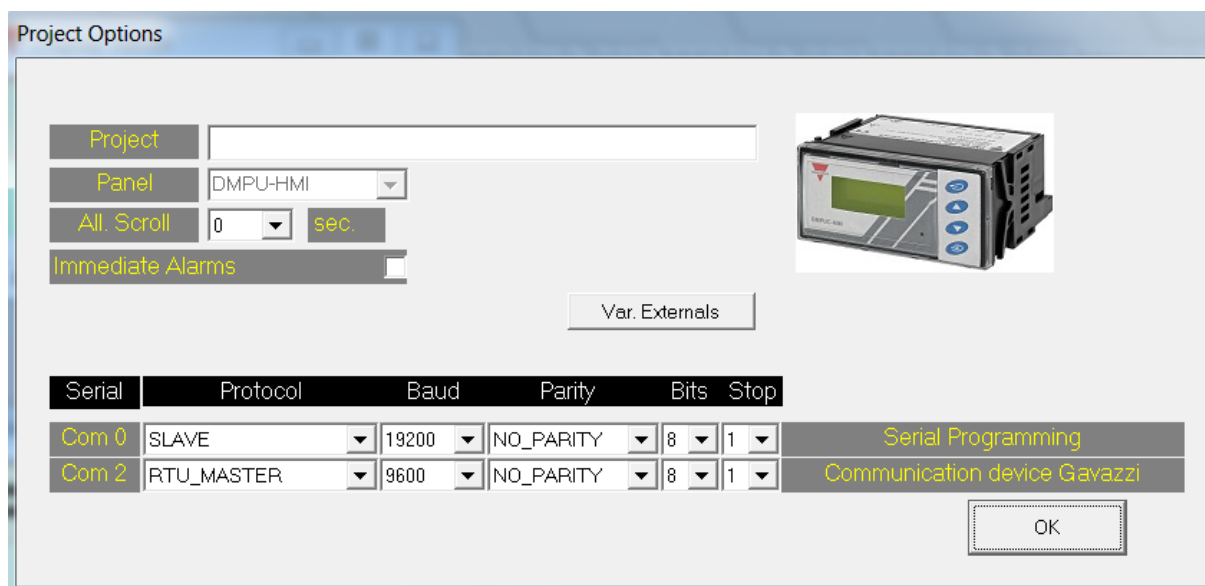 Project Options
Project
Panel DMPU-HMI
All. Scroll 0 sec.
Immediate Alarms
Var. Externals
Serial Protocol Baud Parity Bits Stop
Com 0 SLAVE 19200 NO_PARITY 8 1 Serial Programming
Com 2 RTU_MASTER 9600 NO_PARITY 8 1 Communication device Gavazzi
OK